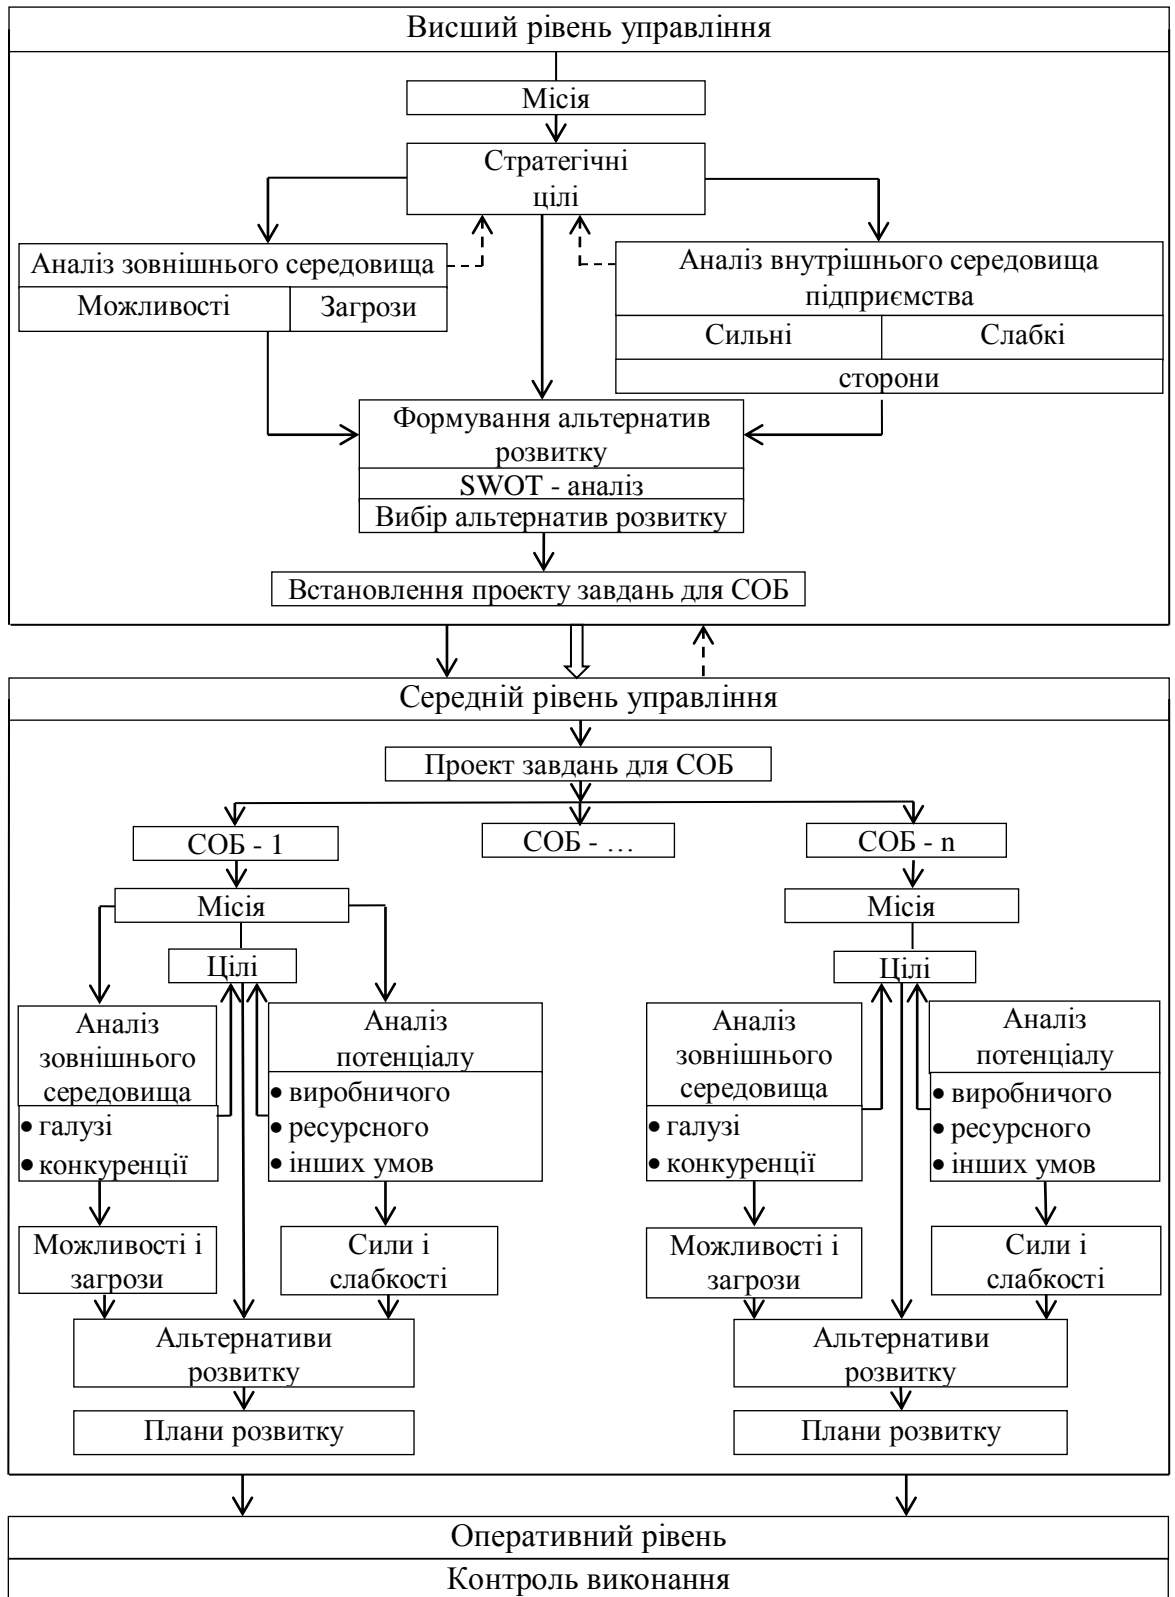 Висший рівень управління
Місія
Стратегічні
цілі
Аналіз зовнішнього середовища
Можливості
Загрози
Аналіз внутрішнього середовища
підприємства
Сильні
Слабкі
сторони
Формування альтернатив
розвитку
SWOT - аналіз
Вибір альтернатив розвитку
Встановлення проекту завдань для СОБ
Середній рівень управління
Проект завдань для СОБ
СОБ - 1
СОБ - …
СОБ - n
Місія
Цілі
Аналіз
зовнішнього
середовища
• галузі
• конкуренції
Аналіз
потенціалу
• виробничого
• ресурсного
• інших умов
Можливості і
загрози
Сили і
слабкості
Альтернативи
розвитку
Плани розвитку
Місія
Цілі
Аналіз
зовнішнього
середовища
• галузі
• конкуренції
Аналіз
потенціалу
• виробничого
• ресурсного
• інших умов
Можливості і
загрози
Сили і
слабкості
Альтернативи
розвитку
Плани розвитку
Оперативний рівень
Контроль виконання